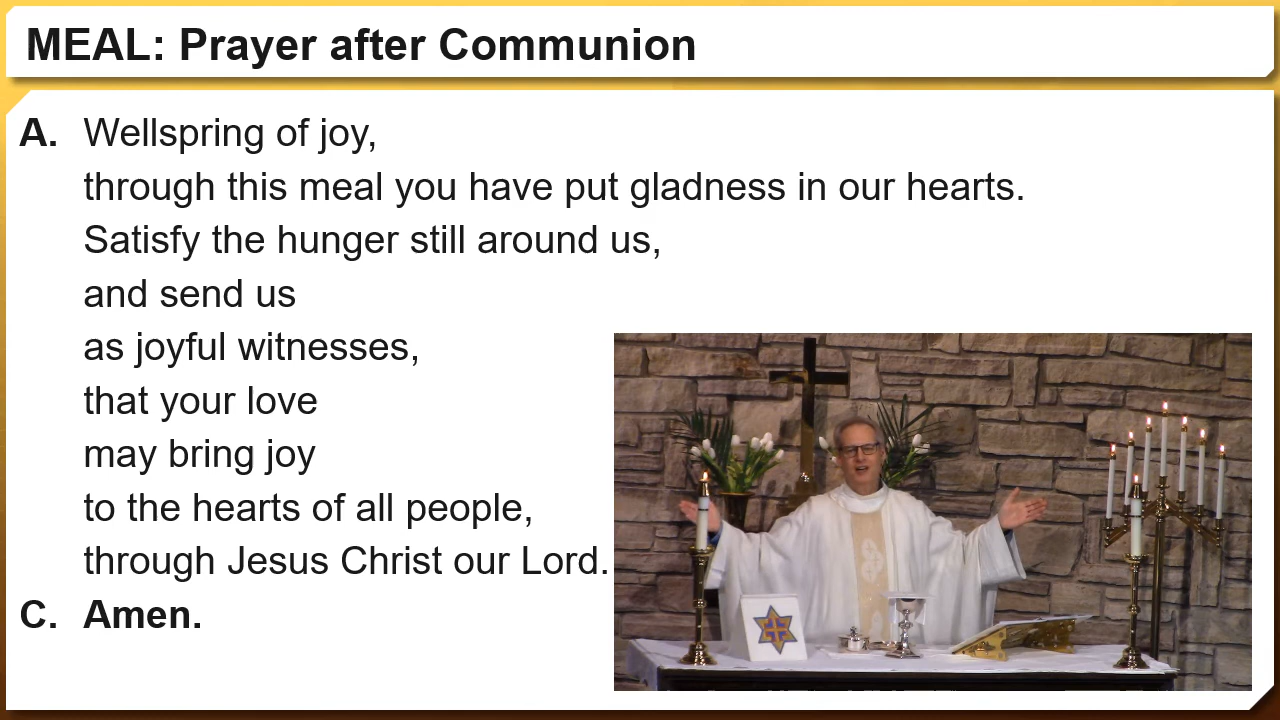 MEAL: Prayer after Communion
A. Wellspring of joy,
through this meal you have put gladness in our hearts.
Satisfy the hunger still around us,
and send us
as joyful witnesses,
that your love
may bring joy
to the hearts of all people,
through Jesus Christ our Lord.
C. Amen.